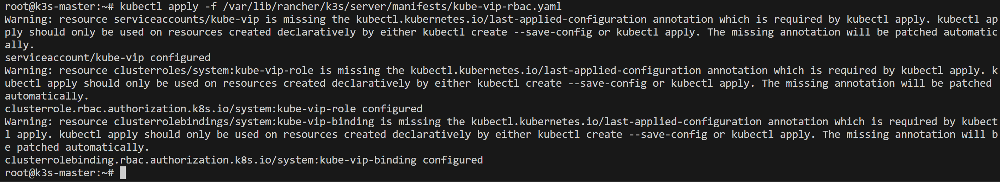 root@k3s-master:~# kubectl apply -f /var/lib/rancher/k3s/server/manifests/kube-vip-rbac.yaml
Warning: resource serviceaccounts/kube-vip is missing the kubectl.kubernetes.io/last-applied-configuration annotation which is required by kubectl apply. kubectl ap
ply should only be used on resources created declaratively by either kubectl create --save-config or kubectl apply. The missing annotation will be patched automatic
ally.
serviceaccount/kube-vip configured
Warning: resource clusterroles/system:kube-vip-role is missing the kubectl.kubernetes.io/last-applied-configuration annotation which is required by kubectl apply. k
ubectl apply should only be used on resources created declaratively by either kubectl create --save-config or kubectl apply. The missing annotation will be patched
automatically.
clusterrole.rbac.authorization.k8s.io/system:kube-vip-role configured
Warning: resource clusterrolebindings/system:kube-vip-binding is missing the kubectl.kubernetes.io/last-applied-configuration annotation which is required by kubect
l apply. kubectl apply should only be used on resources created declaratively by either kubectl create --save-config or kubectl apply. The missing annotation will b
e patched automatically.
clusterrolebinding.rbac.authorization.k8s.io/system:kube-vip-binding configured
root@k3s-master:~#